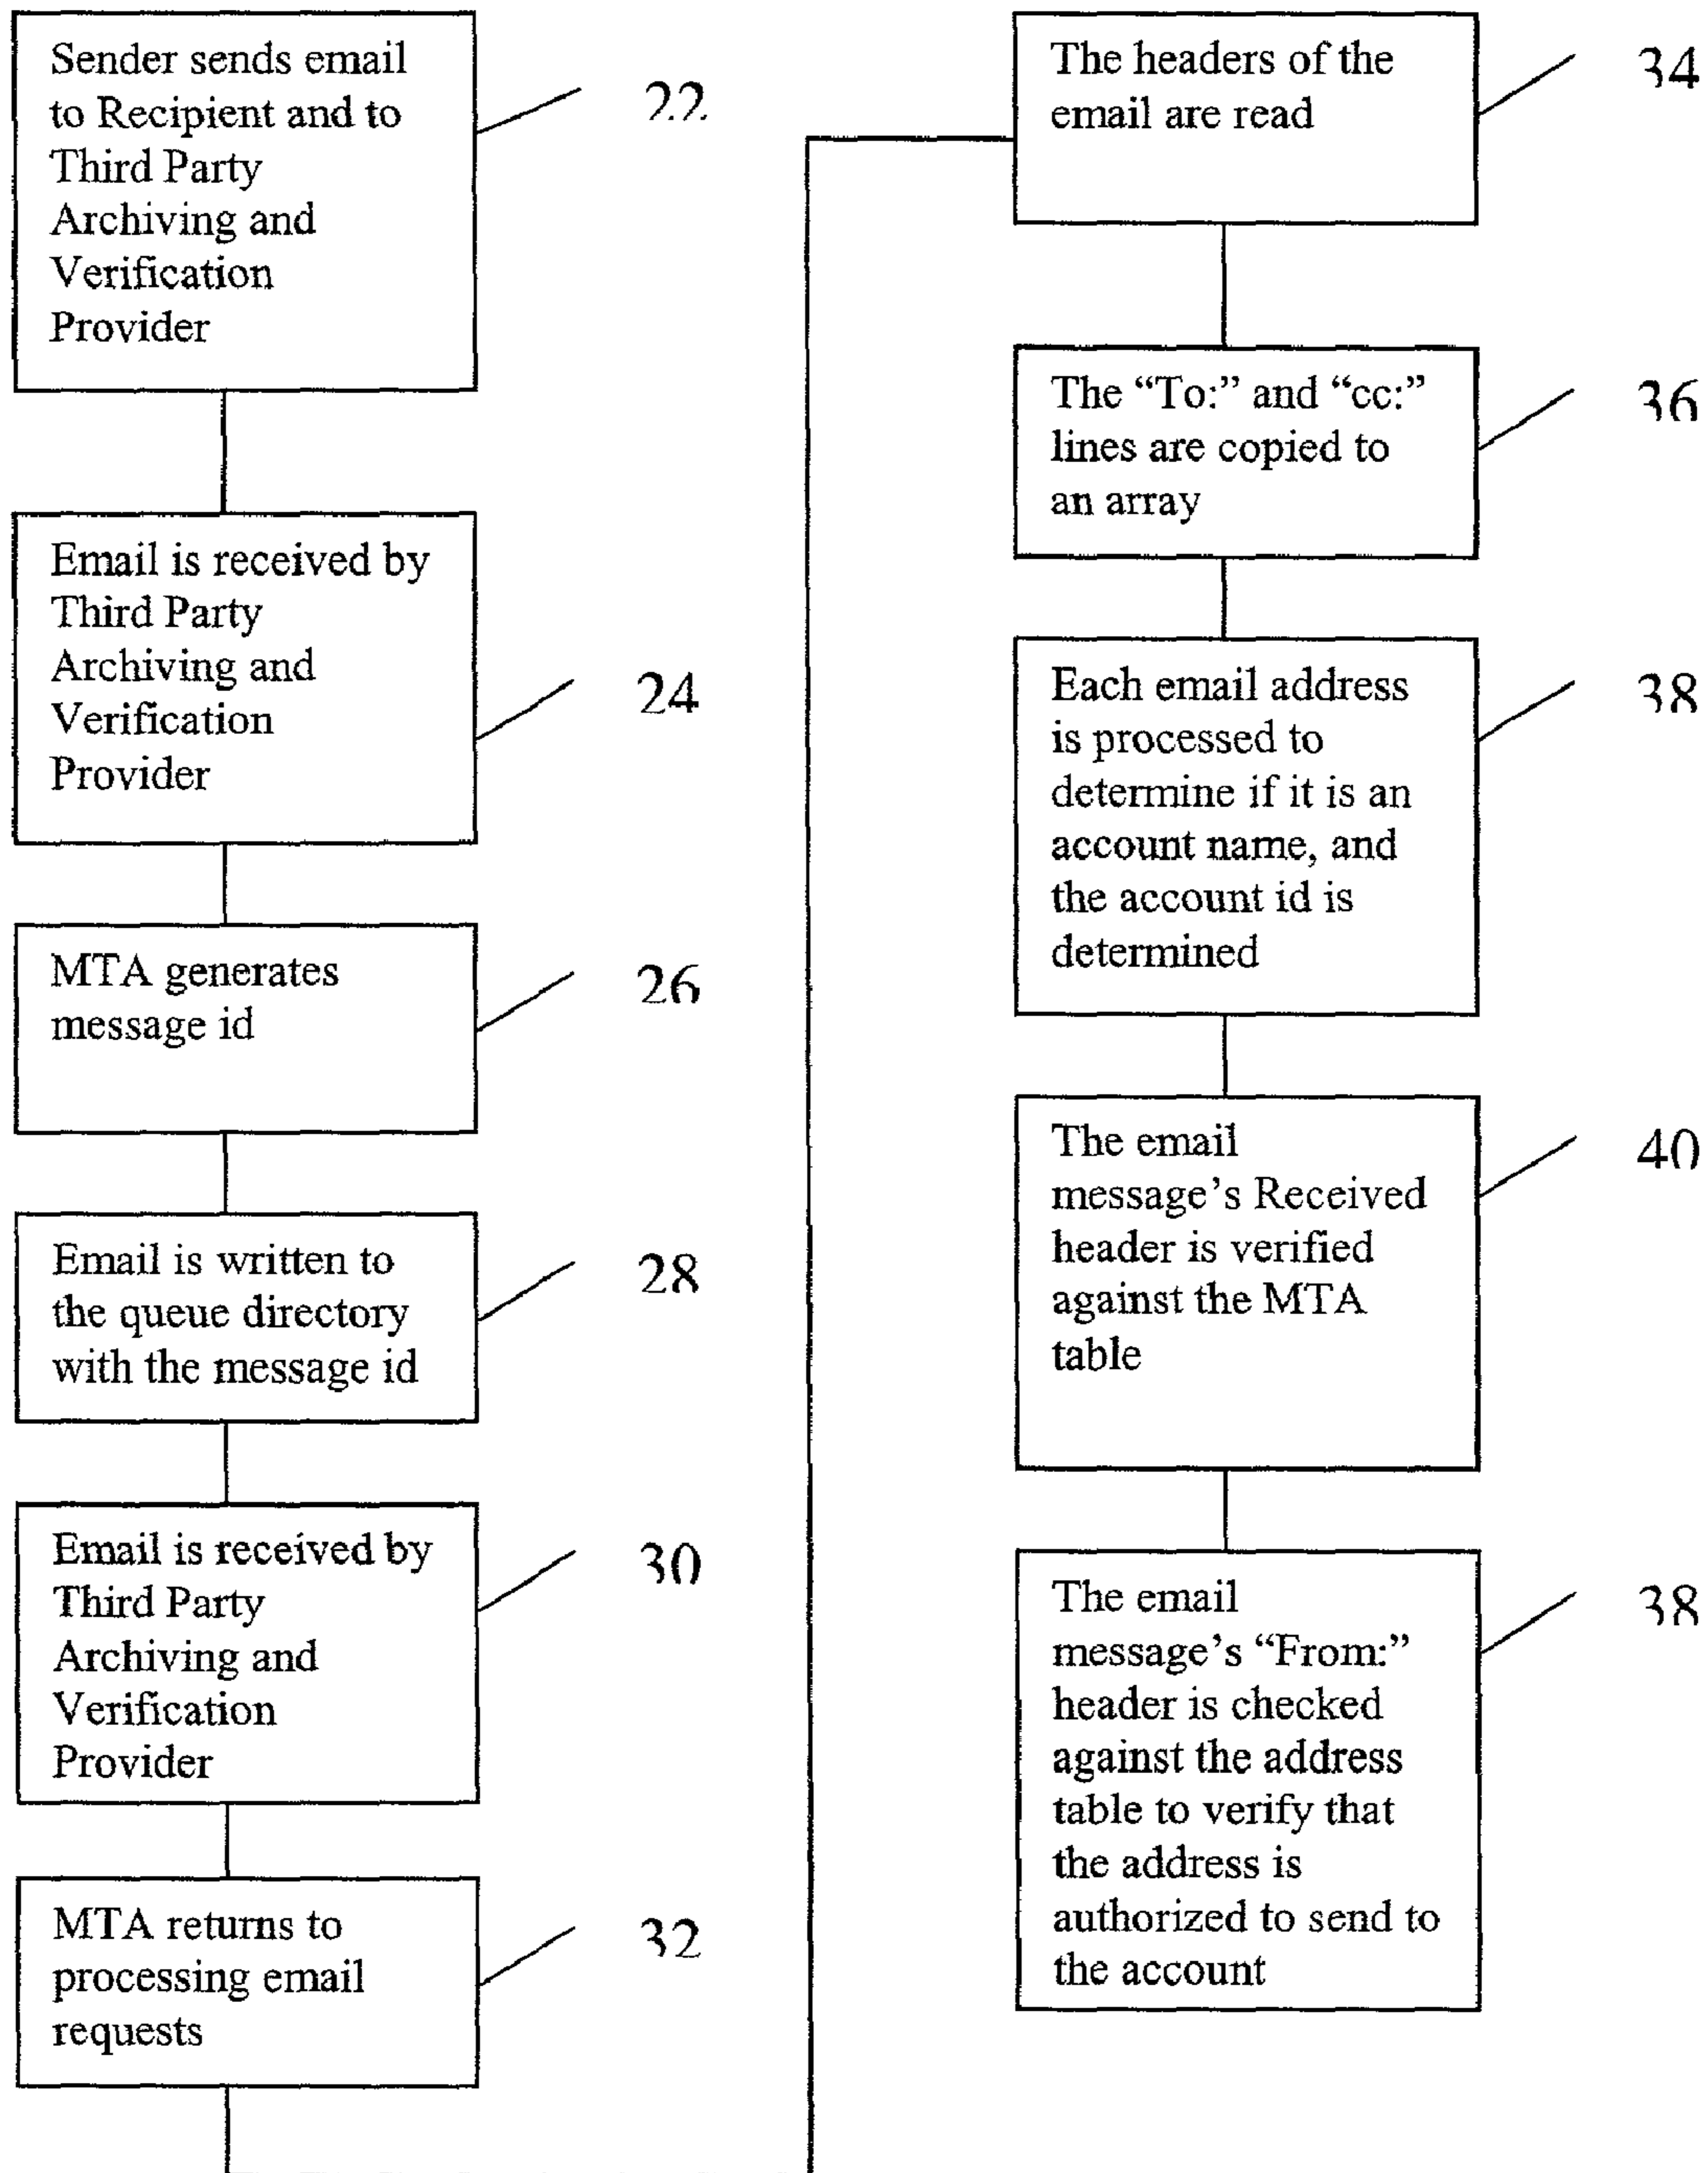 Sender sends email
to Recipient and to
Third Party
Archiving and
Verification
Provider
22
Email is received by
Third Party
Archiving and
Verification
Provider
24
MTA generates
message id
26
Email is written to
the queue directory
with the message id
28
Email is received by
Third Party
Archiving and
Verification
Provider
30
MTA returns to
processing email
requests
32
The headers of the
email are read
34
The “To:” and “cc:”
lines are copied to
an array
36
Each email address
is processed to
determine if it is an
account name, and
the account id is
determined
38
The email
message’s Received
header is verified
against the MTA
table
40
The email
message’s “From:”
header is checked
against the address
table to verify that
the address is
authorized to send to
the account
38